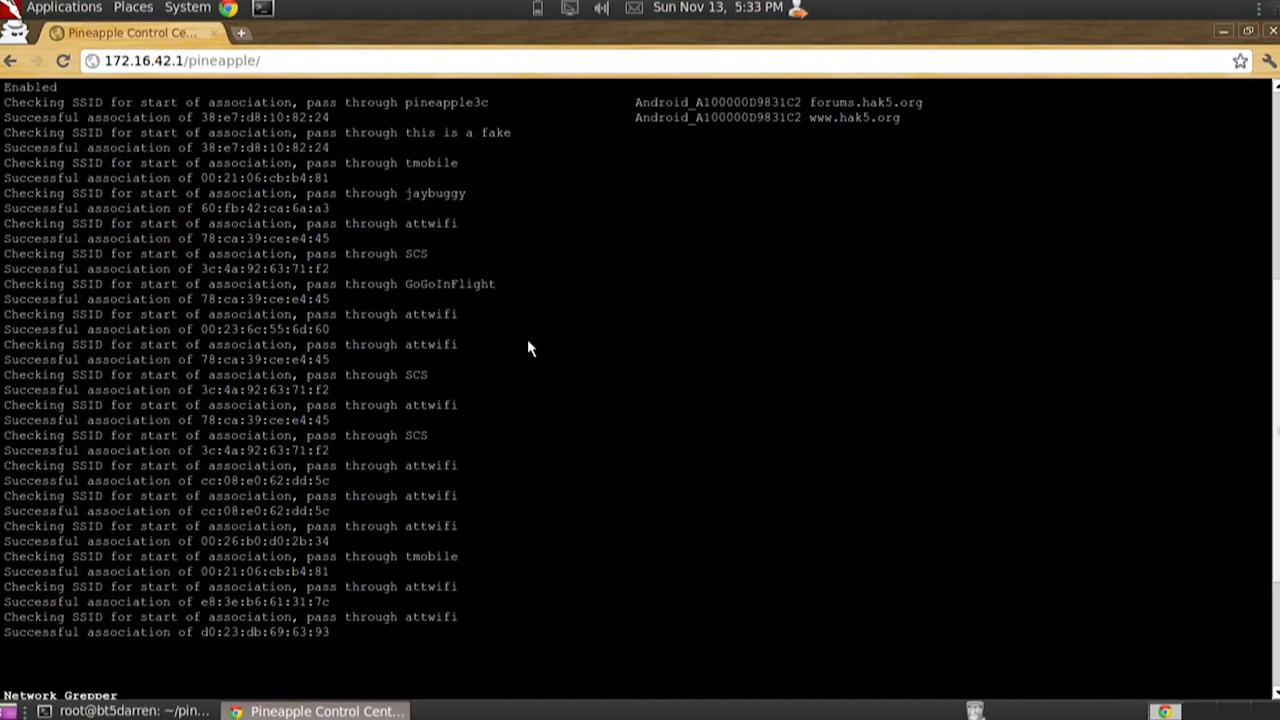 Applications Places System
Sun Nov 13, 5:33 PM
Pineapple Control Ce...
172.16.42.1/pineapple/
Enabled
Checking SSID for start of association, pass through pineapple3c
Android_A100000D9831C2 forums.hak5.org
Successful association of 38:e7:d8:10:82:24
Android_A100000D9831C2 www.hak5.org
Checking SSID for start of association, pass through this is a fake
Successful association of 38:e7:d8:10:82:24
Checking SSID for start of association, pass through tmobile
Successful association of 00:21:06:cb:b4:81
Checking SSID for start of association, pass through jaybuggy
Successful association of 60:fb:42:ca:6a:a3
Checking SSID for start of association, pass through attwifi
Successful association of 78:ca:39:ce:e4:45
Checking SSID for start of association, pass through SCS
Successful association of 3c:4a:92:63:71:f2
Checking SSID for start of association, pass through GoGoInFlight
Successful association of 78:ca:39:ce:e4:45
Checking SSID for start of association, pass through attwifi
Successful association of 00:23:6c:55:6d:60
Checking SSID for start of association, pass through attwifi
Successful association of 78:ca:39:ce:e4:45
Checking SSID for start of association, pass through SCS
Successful association of 3c:4a:92:63:71:f2
Checking SSID for start of association, pass through attwifi
Successful association of 78:ca:39:ce:e4:45
Checking SSID for start of association, pass through SCS
Successful association of 3c:4a:92:63:71:f2
Checking SSID for start of association, pass through attwifi
Successful association of cc:08:e0:62:dd:5c
Checking SSID for start of association, pass through attwifi
Successful association of cc:08:e0:62:dd:5c
Checking SSID for start of association, pass through attwifi
Successful association of 00:26:b0:d0:2b:34
Checking SSID for start of association, pass through tmobile
Successful association of 00:21:06:cb:b4:81
Checking SSID for start of association, pass through attwifi
Successful association of e8:3e:b6:61:31:7c
Checking SSID for start of association, pass through attwifi
Successful association of d0:23:db:69:63:93
Network Grepper
root@bt5darren: ~/pin...
Pineapple Control Cent...